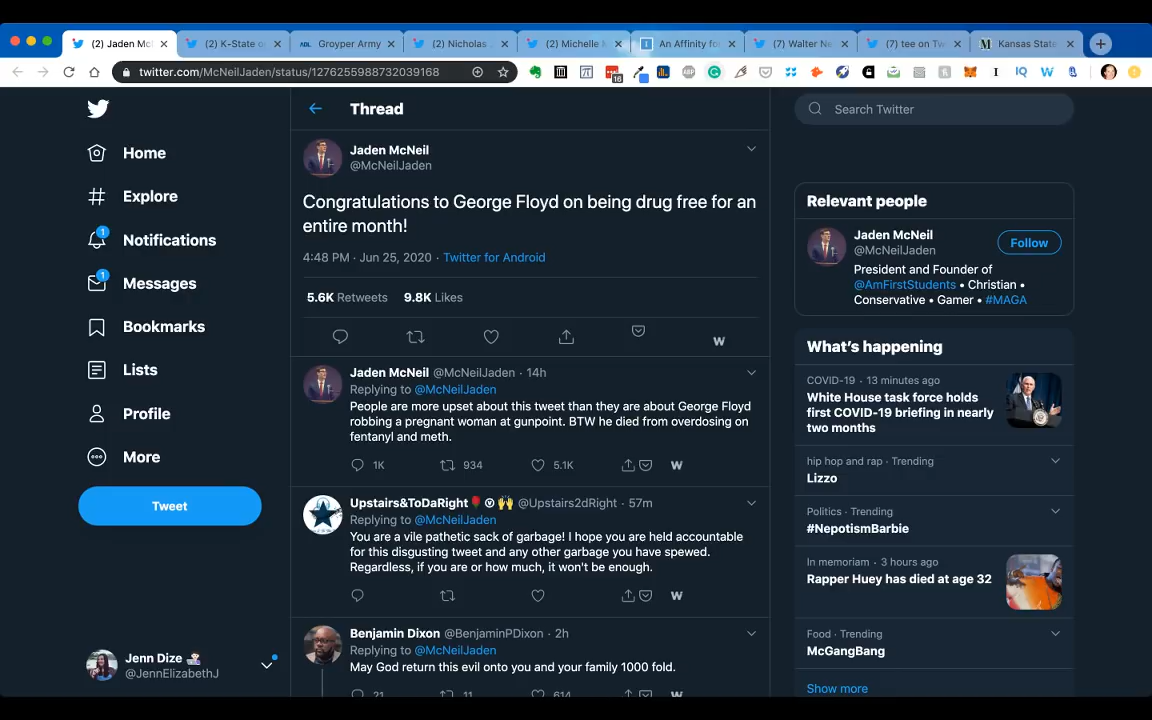 (2) Jaden Mc
(2) K-State o
Groyper Army
(2) Nicholas
(2) Michelle
An Affinity fo
(7) Walter Ne
(7) tee on Tw
Kansas State
twitter.com/McNeilJaden/status/1276255988732039168
Home
Explore
Notifications
Messages
Bookmarks
Lists
Profile
More
Tweet
Jenn Dize
@JennElizabethJ
Thread
Jaden McNeil
@McNeilJaden
Congratulations to George Floyd on being drug free for an
entire month!
4:48 PM · Jun 25, 2020 · Twitter for Android
5.6K Retweets 9.8K Likes
Jaden McNeil @McNeilJaden · 14h
Replying to @McNeilJaden
People are more upset about this tweet than they are about George Floyd
robbing a pregnant woman at gunpoint. BTW he died from overdosing on
fentanyl and meth.
1K 934 5.1K
Upstairs&ToDaRight @Upstairs2dRight · 57m
Replying to @McNeilJaden
You are a vile pathetic sack of garbage! I hope you are held accountable
for this disgusting tweet and any other garbage you have spewed.
Regardless, if you are or how much, it won't be enough.
Benjamin Dixon @BenjaminPDixon · 2h
Replying to @McNeilJaden
May God return this evil onto you and your family 1000 fold.
21 11 614
Search Twitter
Relevant people
Jaden McNeil
@McNeilJaden
Follow
President and Founder of
@AmFirstStudents • Christian •
Conservative • Gamer • #MAGA
What's happening
COVID-19 · 13 minutes ago
White House task force holds
first COVID-19 briefing in nearly
two months
hip hop and rap · Trending
Lizzo
Politics · Trending
#NepotismBarbie
In memoriam · 3 hours ago
Rapper Huey has died at age 32
Food · Trending
McGangBang
Show more